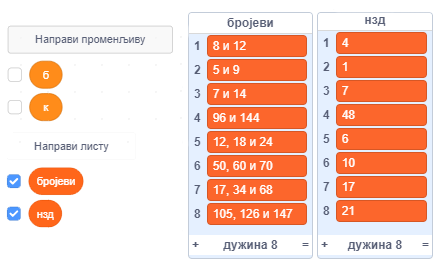 Направи променљиву
б
к
Направи листу
бројеви
нзд
бројеви
1 8 и 12
2 5 и 9
3 7 и 14
4 96 и 144
5 12, 18 и 24
6 50, 60 и 70
7 17, 34 и 68
8 105, 126 и 147
+ дужина 8 =
нзд
1 4
2 1
3 7
4 48
5 6
6 10
7 17
8 21
+ дужина 8 =